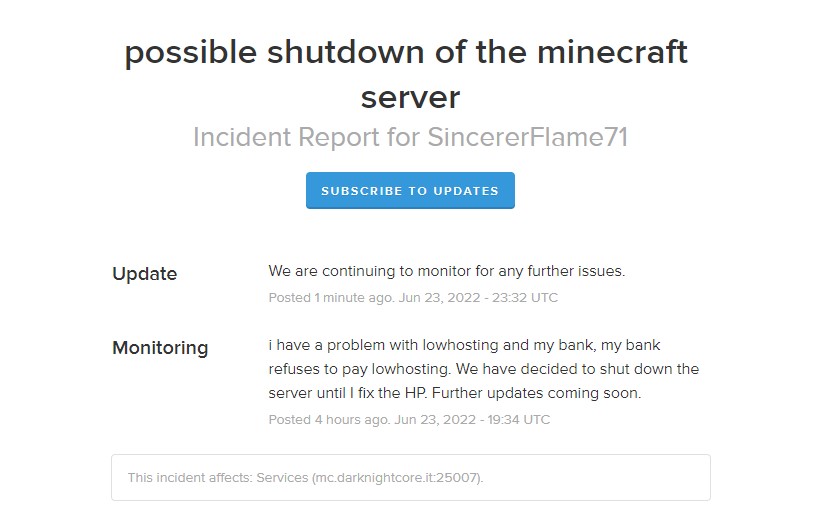 possible shutdown of the minecraft
server
Incident Report for SincererFlame71
SUBSCRIBE TO UPDATES
Update
We are continuing to monitor for any further issues.
Posted 1 minute ago. Jun 23, 2022 - 23:32 UTC
Monitoring
i have a problem with lowhosting and my bank, my bank
refuses to pay lowhosting. We have decided to shut down the
server until I fix the HP. Further updates coming soon.
Posted 4 hours ago. Jun 23, 2022 - 19:34 UTC
This incident affects: Services (mc.darknightcore.it:25007).